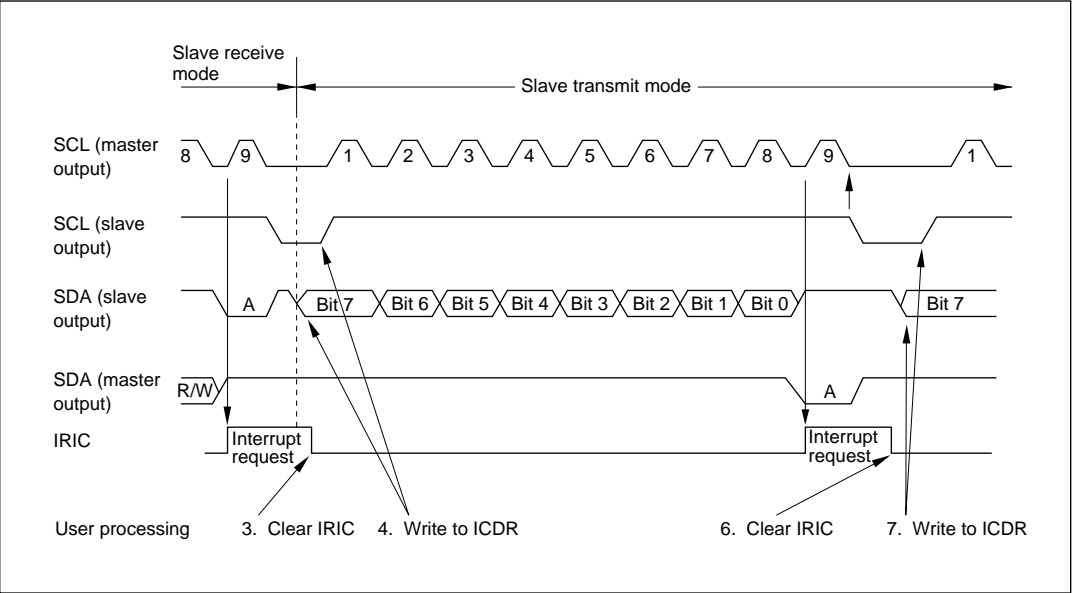 Slave receive
mode
Slave transmit mode
SCL (master
output)
8 9 1 2 3 4 5 6 7 8 9 1
SCL (slave
output)
SDA (slave
output)
A Bit 7 Bit 6 Bit 5 Bit 4 Bit 3 Bit 2 Bit 1 Bit 0 Bit 7
SDA (master
output)
R/W A
IRIC
Interrupt
request
Interrupt
request
User processing 3. Clear IRIC 4. Write to ICDR 6. Clear IRIC 7. Write to ICDR